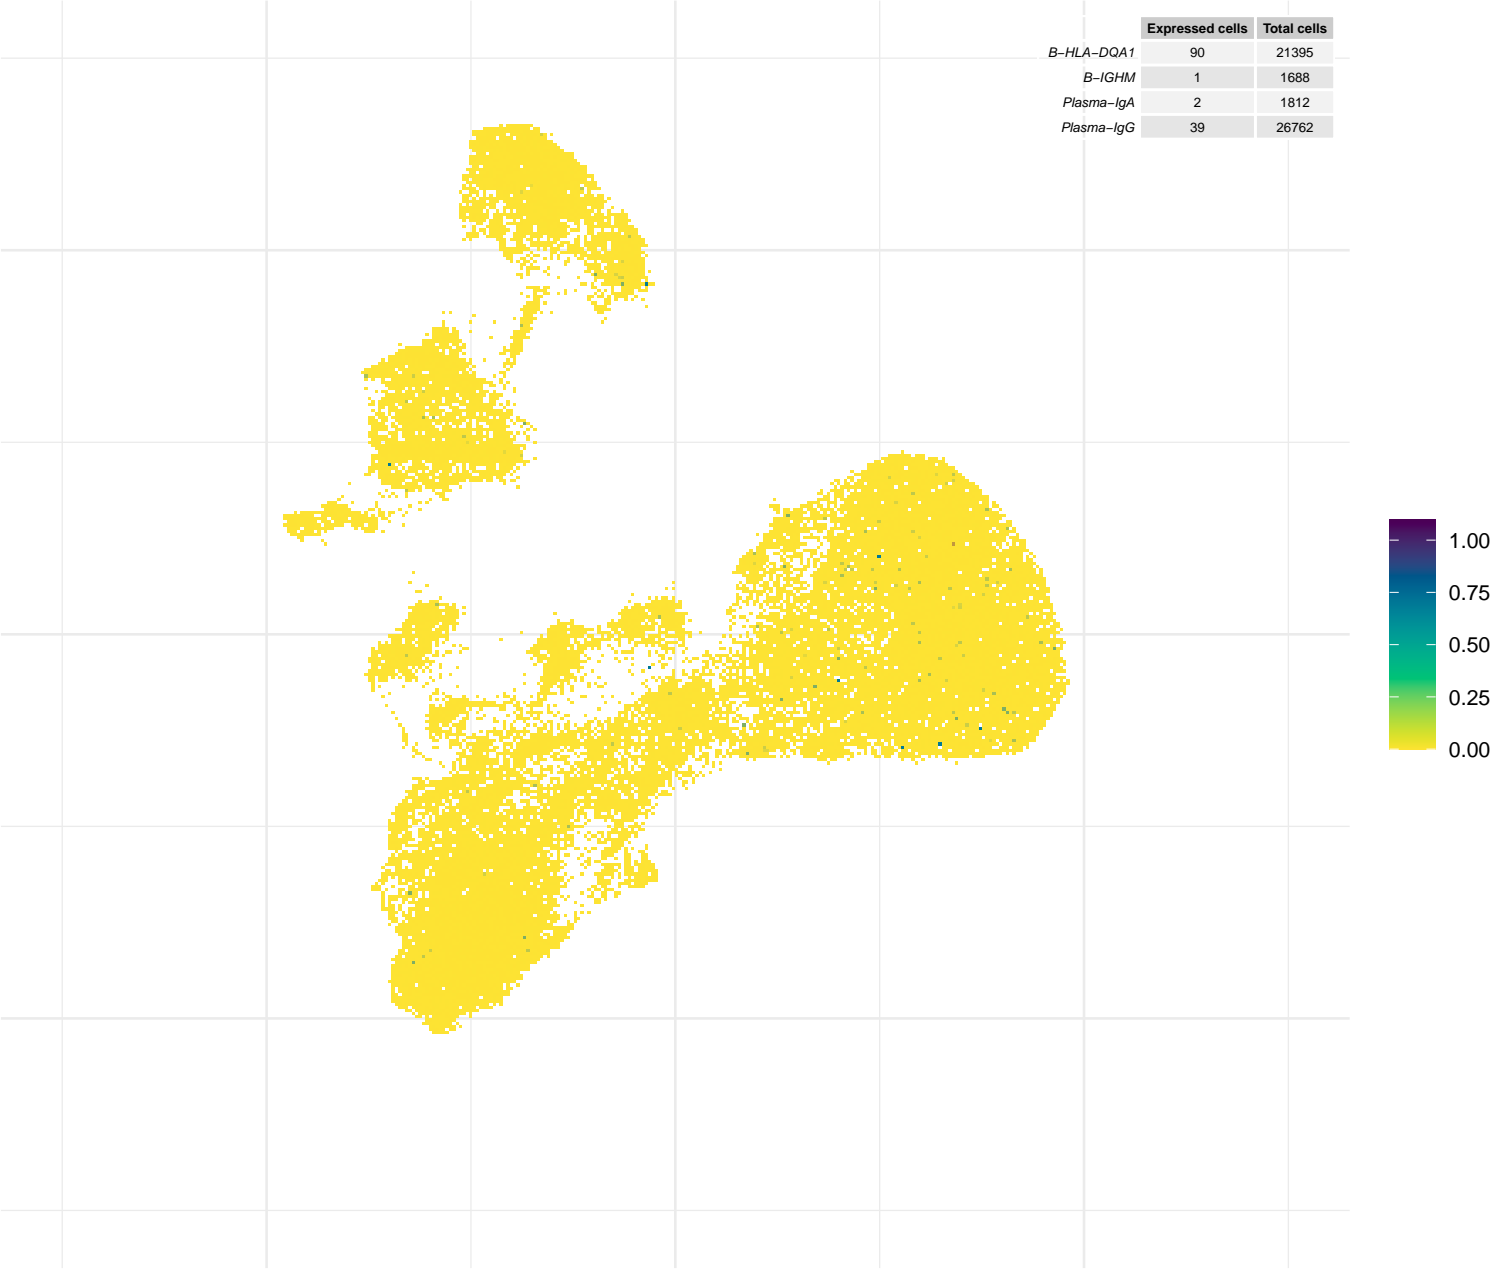 Expressed cells Total cells
B−HLA−DQA1 90 21395
B−IGHM 1 1688
Plasma−IgA 2 1812
Plasma−IgG 39 26762
1.00
0.75
0.50
0.25
0.00